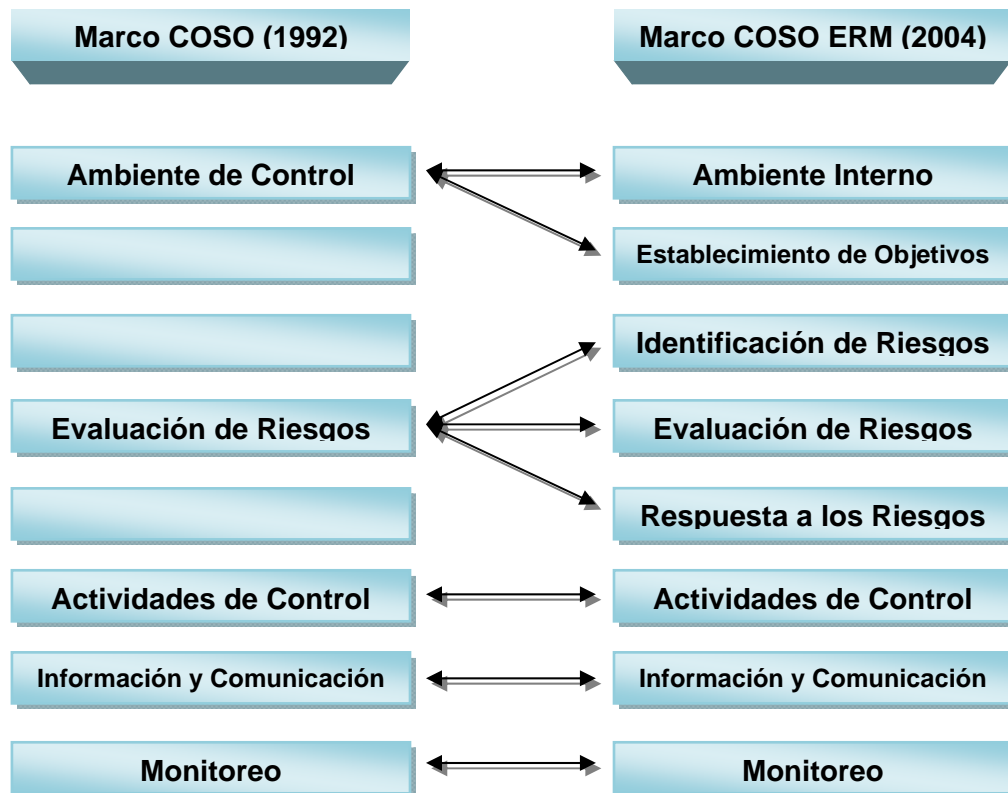 Marco COSO (1992)
Marco COSO ERM (2004)
Ambiente de Control
Ambiente Interno
Establecimiento de Objetivos
Identificación de Riesgos
Evaluación de Riesgos
Evaluación de Riesgos
Respuesta a los Riesgos
Actividades de Control
Actividades de Control
Información y Comunicación
Información y Comunicación
Monitoreo
Monitoreo